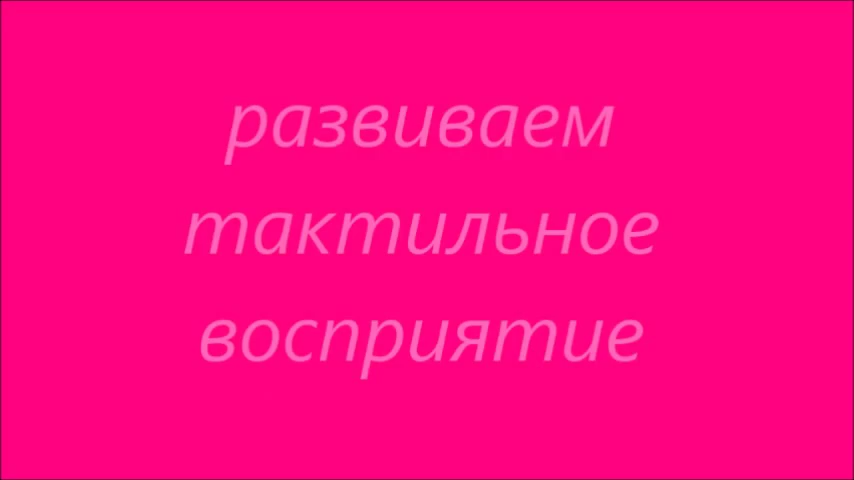 развиваем
тактильное
восприятие